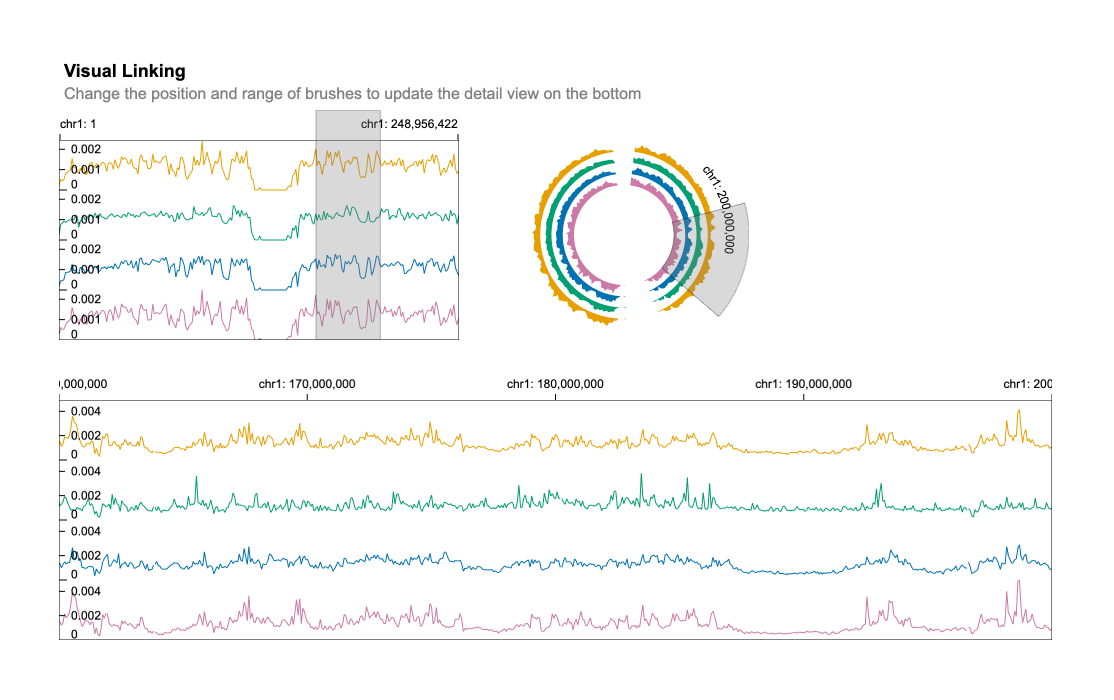 Visual Linking
Change the position and range of brushes to update the detail view on the bottom
chr1: 1
chr1: 248,956,422
0.002
0.001
0
0.002
0.001
0
0.002
0.001
0
0.002
0.001
0
chr1: 200,000,000
0,000,000
chr1: 170,000,000
chr1: 180,000,000
chr1: 190,000,000
chr1: 200
0.004
0.002
0
0.004
0.002
0
0.004
0.002
0
0.004
0.002
0